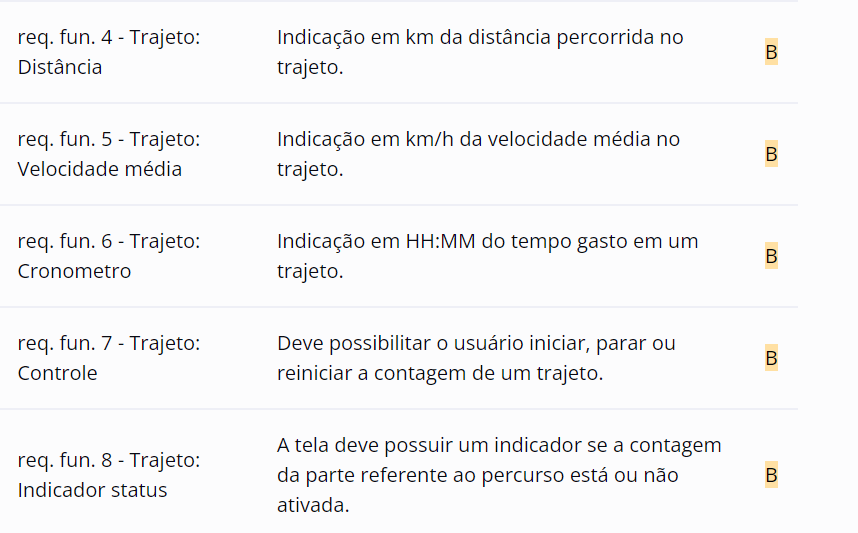 req. fun. 4 - Trajeto: Indicação em km da distância percorrida no
Distância trajeto. B
req. fun. 5 - Trajeto: Indicação em km/h da velocidade média no
Velocidade média trajeto. B
req. fun. 6 - Trajeto: Indicação em HH:MM do tempo gasto em um
Cronometro trajeto. B
req. fun. 7 - Trajeto: Deve possibilitar o usuário iniciar, parar ou
Controle reiniciar a contagem de um trajeto. B
req. fun. 8 - Trajeto:
Indicador status
A tela deve possuir um indicador se a contagem
da parte referente ao percurso está ou não
ativada.
B